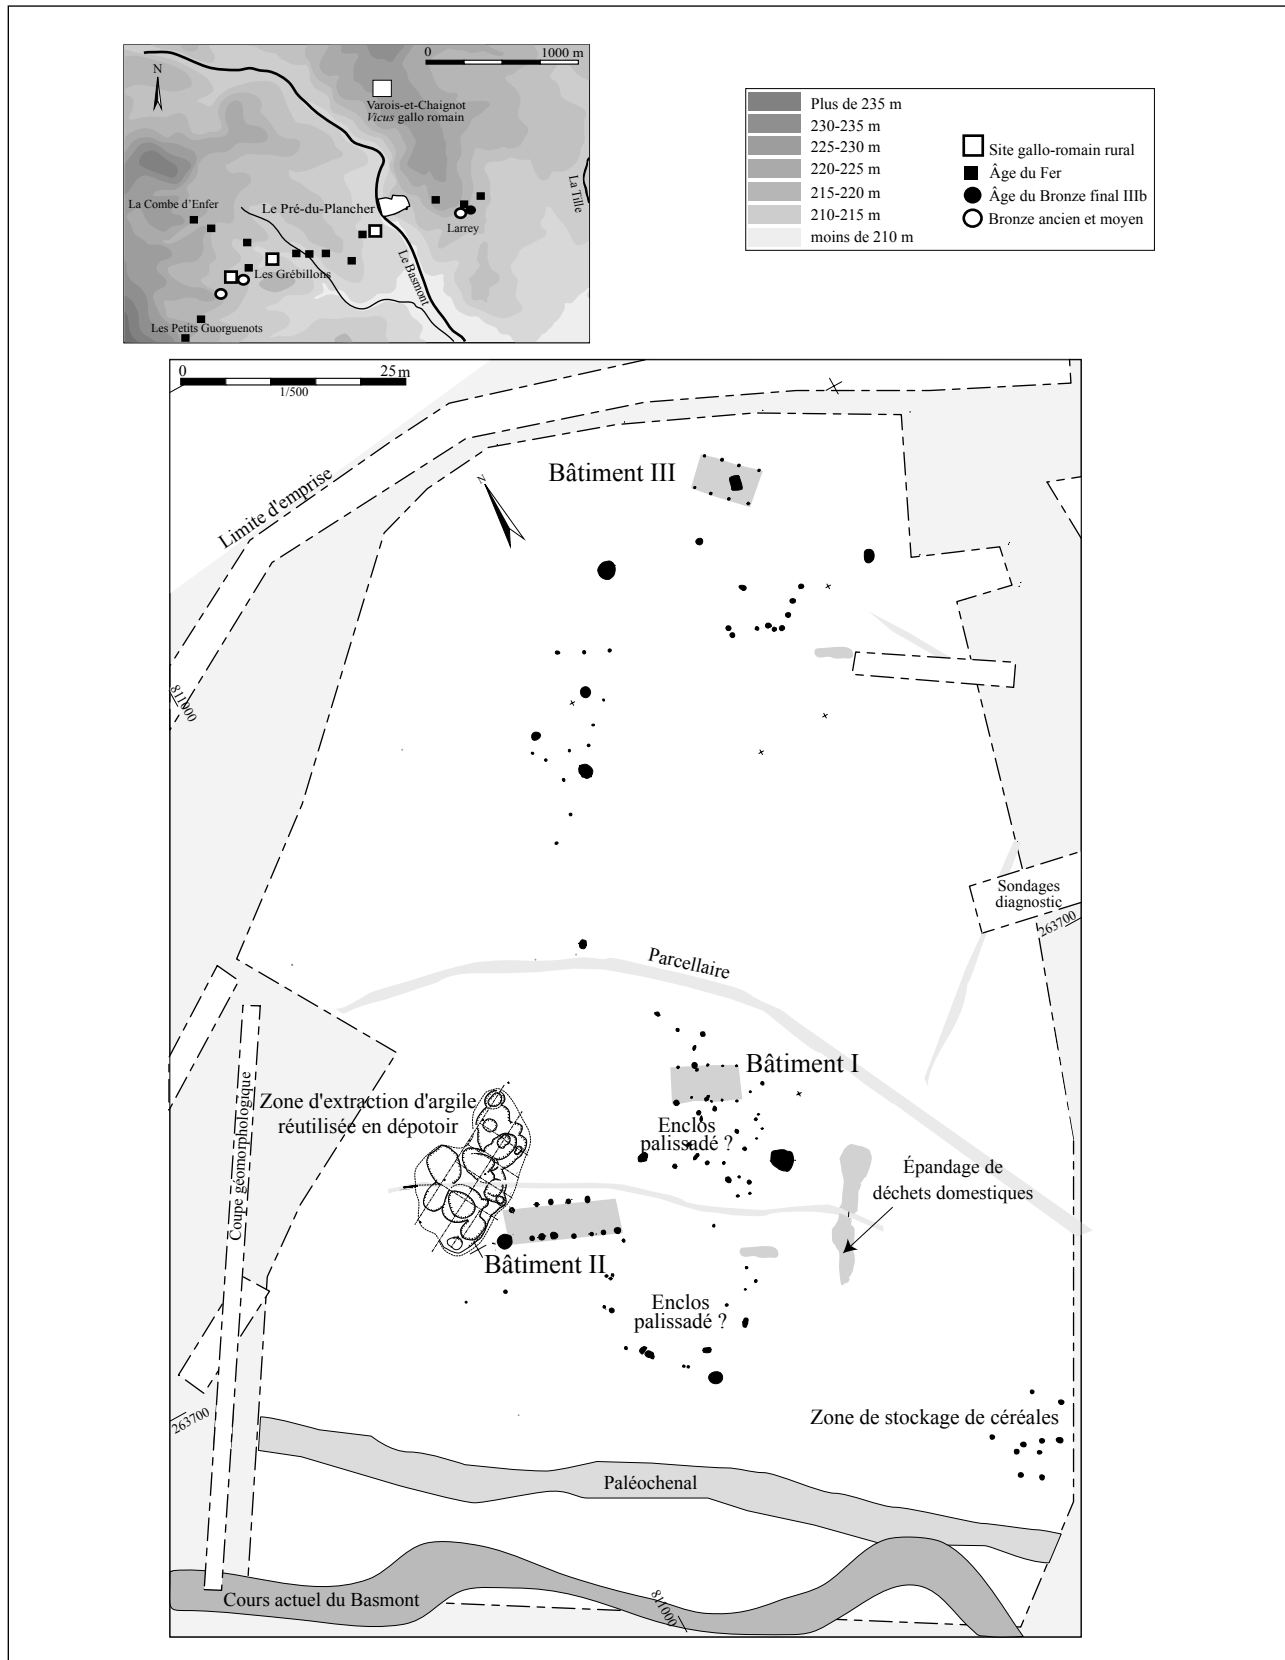 0
1000 m
N
Varois-et-Chaignot
Vicus gallo romain
La Combe d'Enfer
Le Pré-du-Plancher
Larrey
La Tille
Le Basmont
Les Grébillons
Les Petits Guorguenots
Plus de 235 m
230-235 m
225-230 m
220-225 m
215-220 m
210-215 m
moins de 210 m
Site gallo-romain rural
Âge du Fer
Âge du Bronze final IIIb
Bronze ancien et moyen
0
25 m
1/500
Limite d'emprise
N
Bâtiment III
811000
Sondages
diagnostic
263700
Parcellaire
Bâtiment I
Zone d'extraction d'argile
réutilisée en dépotoir
Enclos
palissadé ?
Coupe géomorphologique
Épandage de
déchets domestiques
Bâtiment II
Enclos
palissadé ?
263700
Zone de stockage de céréales
Paléochenal
Cours actuel du Basmont
811000